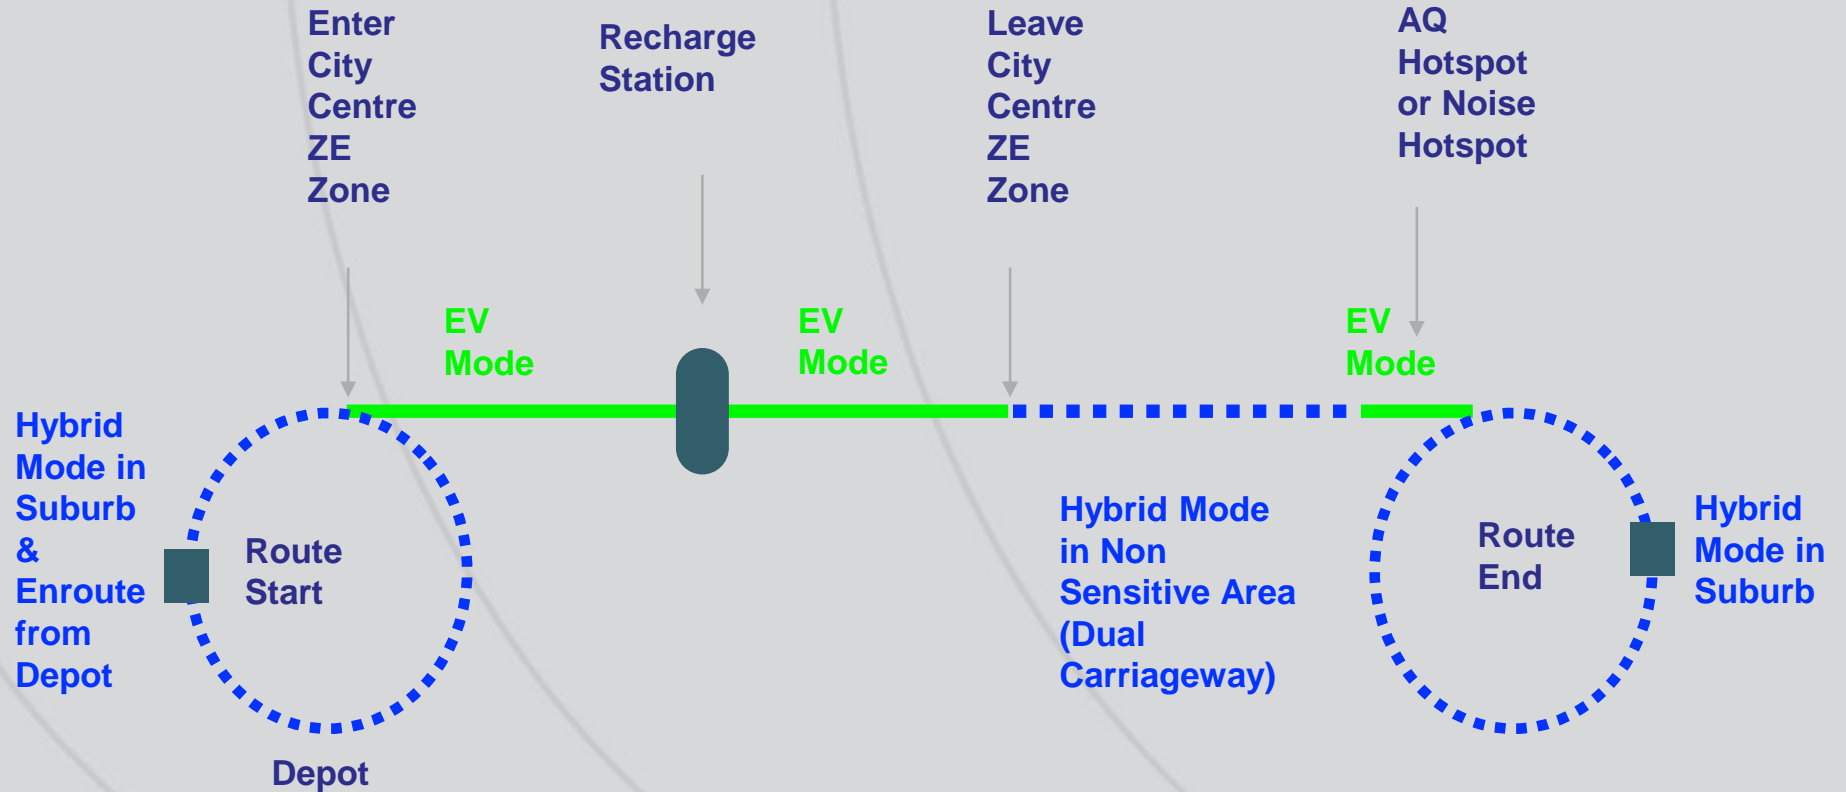 Enter
City
Centre
ZE
Zone
Recharge
Station
Leave
City
Centre
ZE
Zone
AQ
Hotspot
or Noise
Hotspot
EV
Mode
EV
Mode
EV
Mode
Hybrid
Mode in
Suburb
&
Enroute
from
Depot
Route
Start
Depot
Hybrid Mode
in Non
Sensitive Area
(Dual
Carriageway)
Route
End
Hybrid
Mode in
Suburb